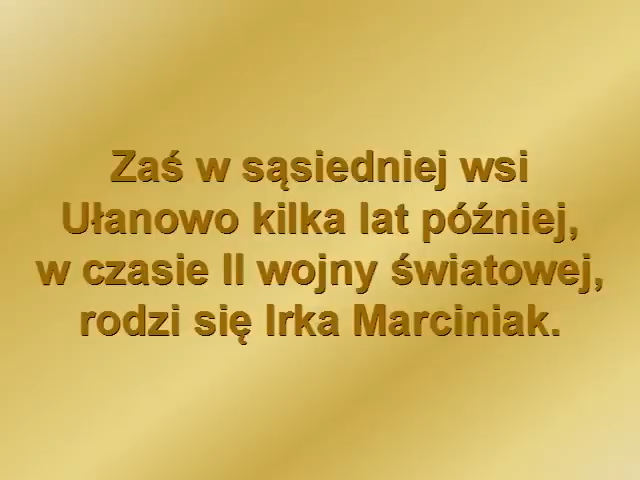 Zaś w sąsiedniej wsi
Ułanowo kilka lat później,
w czasie II wojny światowej,
rodzi się Irka Marciniak.